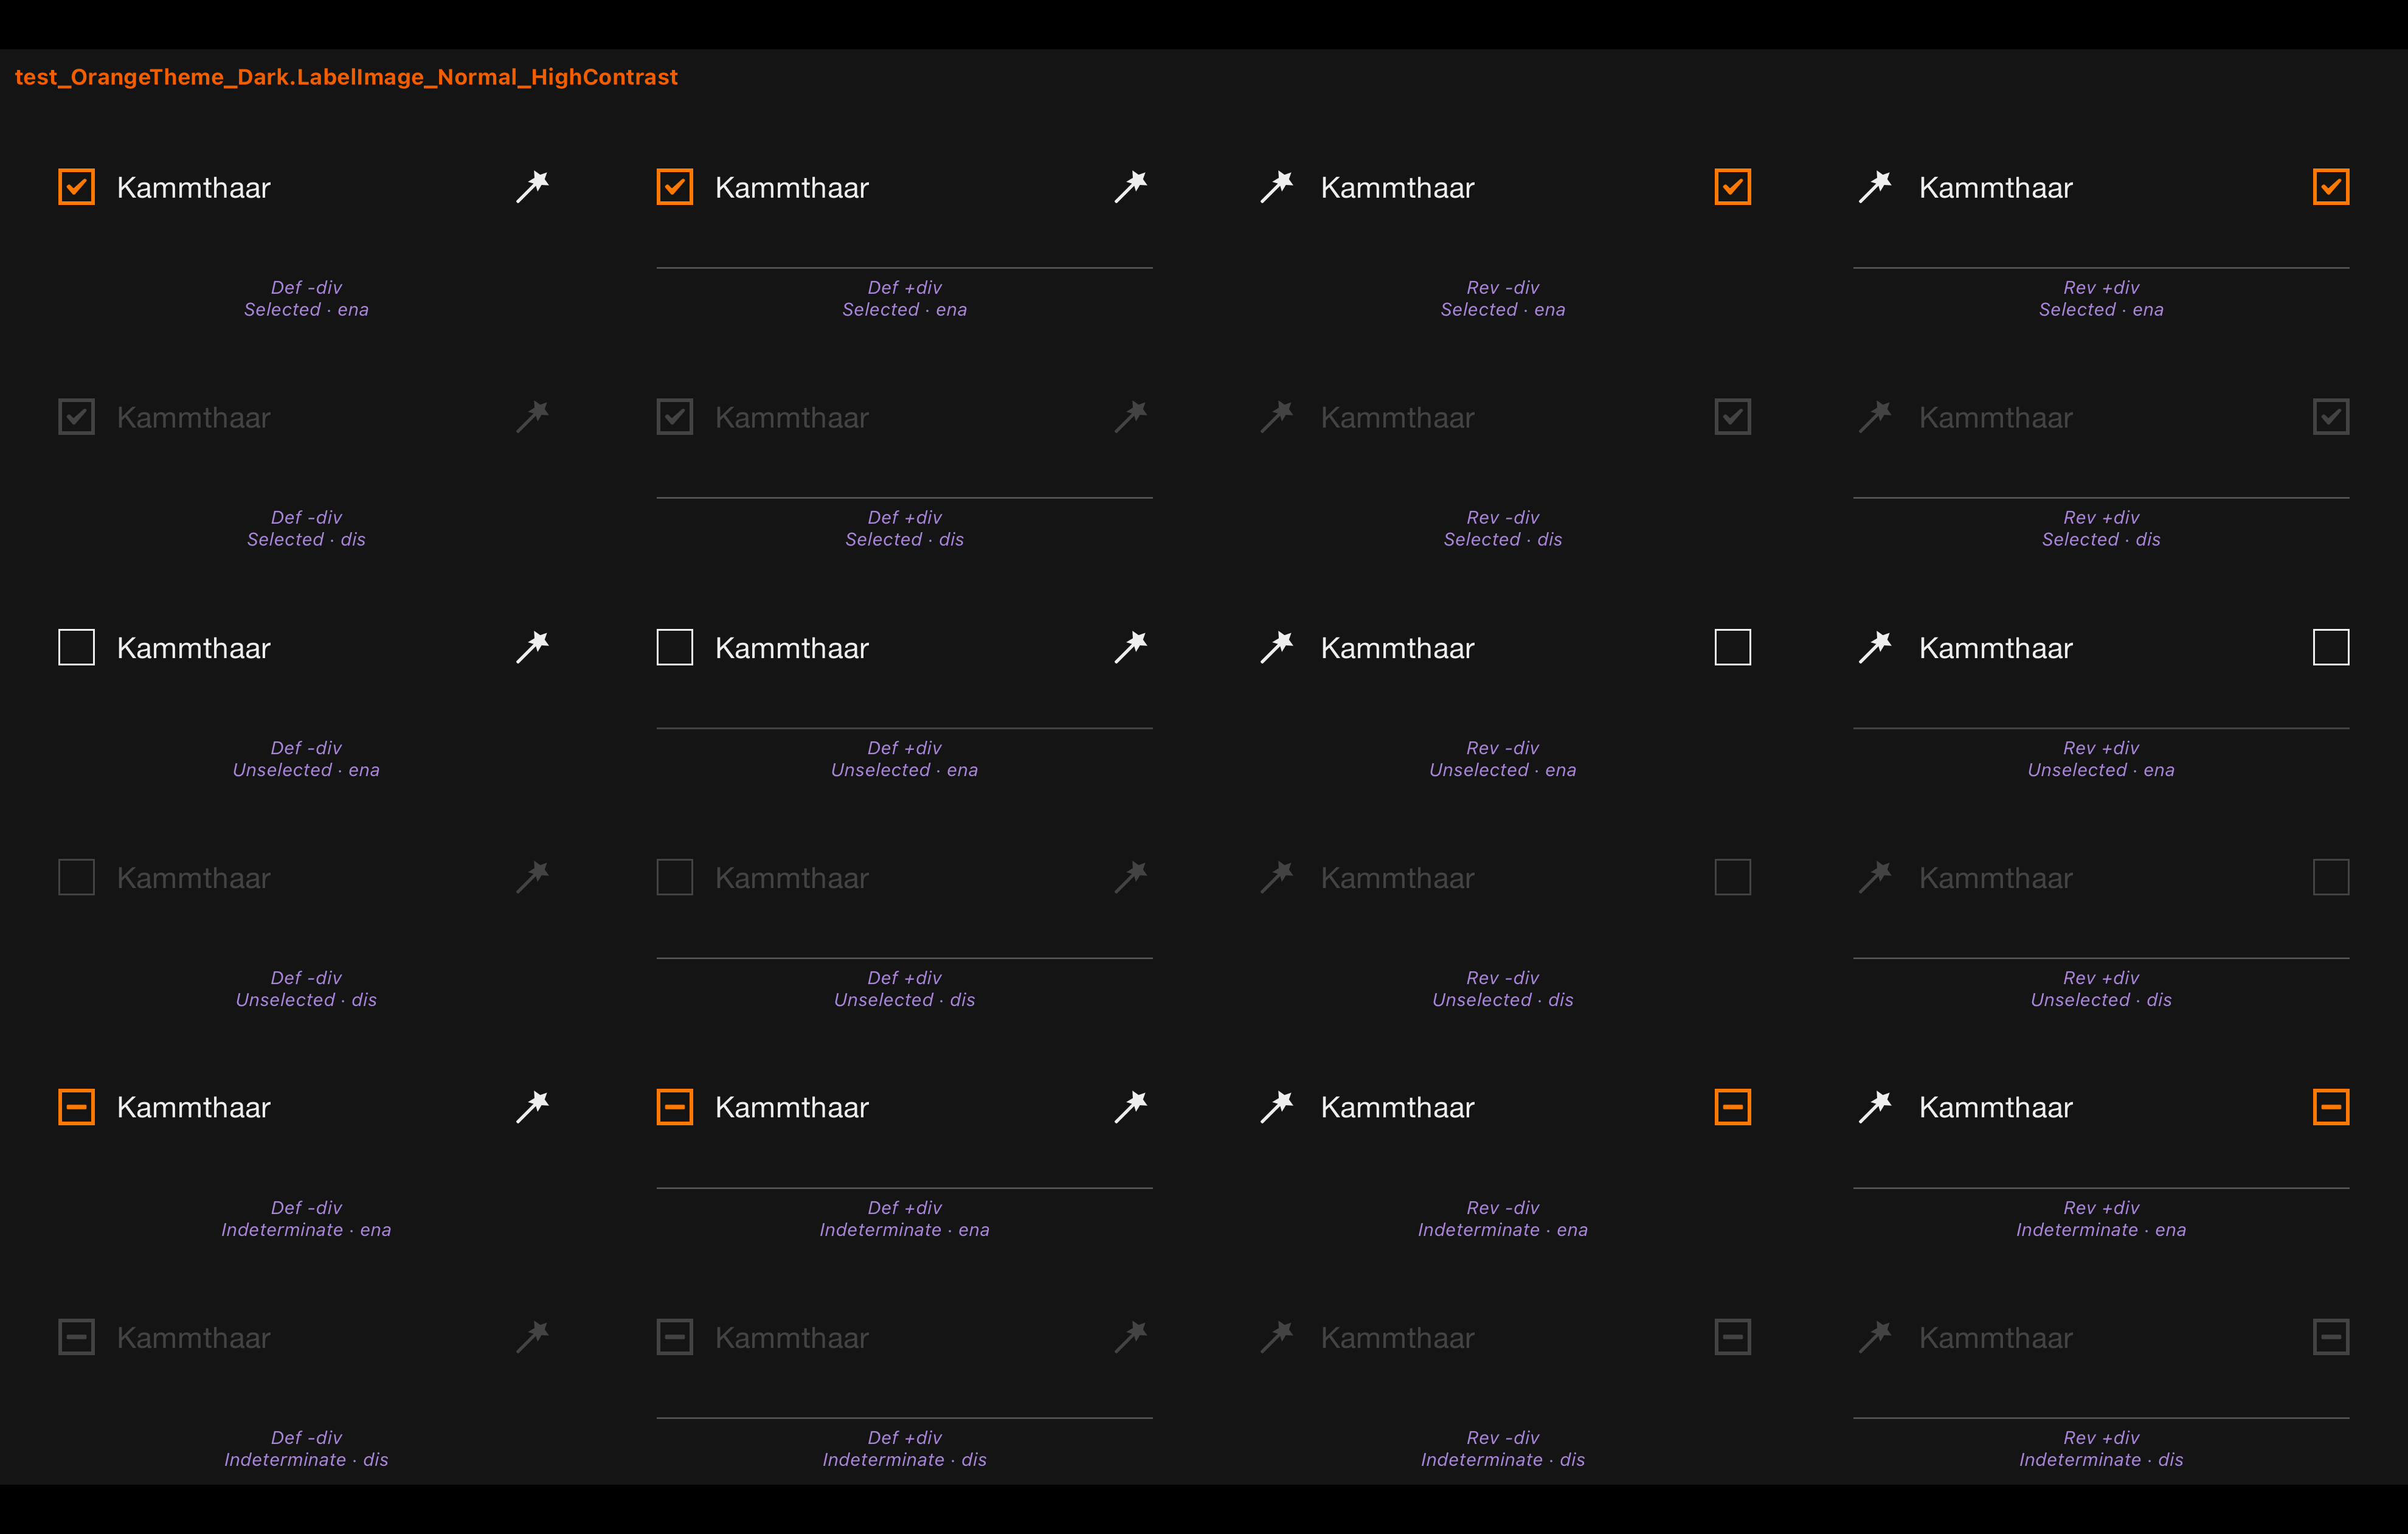 test_OrangeTheme_Dark.LabelImage_Normal_HighContrast
Kammthaar Kammthaar Kammthaar Kammthaar
Def -div Def +div Rev -div Rev +div
Selected · ena Selected · ena Selected · ena Selected · ena
Kammthaar Kammthaar Kammthaar Kammthaar
Def -div Def +div Rev -div Rev +div
Selected · dis Selected · dis Selected · dis Selected · dis
Kammthaar Kammthaar Kammthaar Kammthaar
Def -div Def +div Rev -div Rev +div
Unselected · ena Unselected · ena Unselected · ena Unselected · ena
Kammthaar Kammthaar Kammthaar Kammthaar
Def -div Def +div Rev -div Rev +div
Unselected · dis Unselected · dis Unselected · dis Unselected · dis
Kammthaar Kammthaar Kammthaar Kammthaar
Def -div Def +div Rev -div Rev +div
Indeterminate · ena Indeterminate · ena Indeterminate · ena Indeterminate · ena
Kammthaar Kammthaar Kammthaar Kammthaar
Def -div Def +div Rev -div Rev +div
Indeterminate · dis Indeterminate · dis Indeterminate · dis Indeterminate · dis